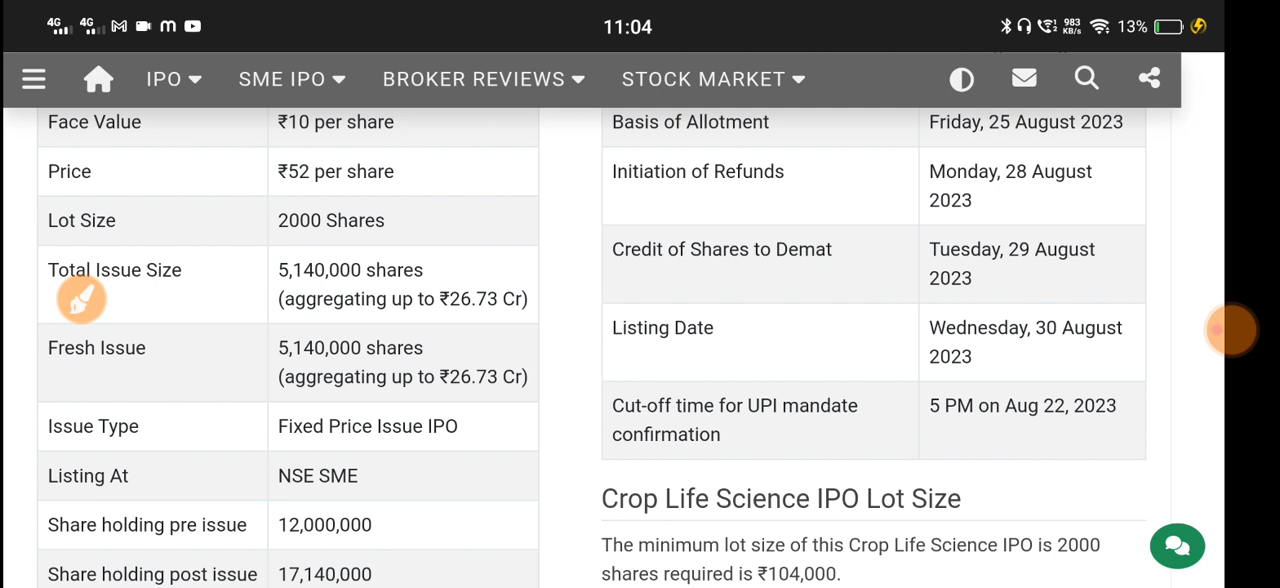 4G 4G M m 11:04 983 KB/s 13%
IPO SME IPO BROKER REVIEWS STOCK MARKET
Face Value ₹10 per share
Price ₹52 per share
Lot Size 2000 Shares
Total Issue Size 5,140,000 shares
(aggregating up to ₹26.73 Cr)
Fresh Issue 5,140,000 shares
(aggregating up to ₹26.73 Cr)
Issue Type Fixed Price Issue IPO
Listing At NSE SME
Share holding pre issue 12,000,000
Share holding post issue 17,140,000
Basis of Allotment Friday, 25 August 2023
Initiation of Refunds Monday, 28 August
2023
Credit of Shares to Demat Tuesday, 29 August
2023
Listing Date Wednesday, 30 August
2023
Cut-off time for UPI mandate 5 PM on Aug 22, 2023
confirmation
Crop Life Science IPO Lot Size
The minimum lot size of this Crop Life Science IPO is 2000
shares required is ₹104,000.